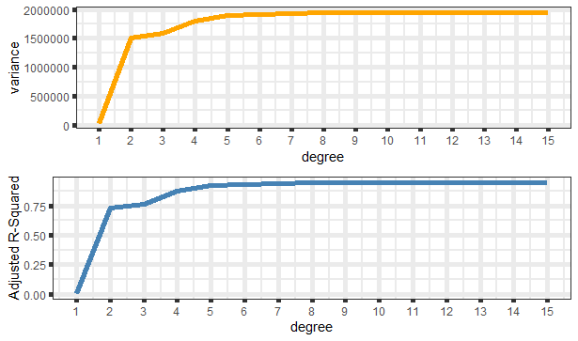 2000000
1500000
1000000
500000
0
variance
1 2 3 4 5 6 7 8 9 10 11 12 13 14 15
degree
0.75
0.50
0.25
0.00
Adjusted R-Squared
1 2 3 4 5 6 7 8 9 10 11 12 13 14 15
degree